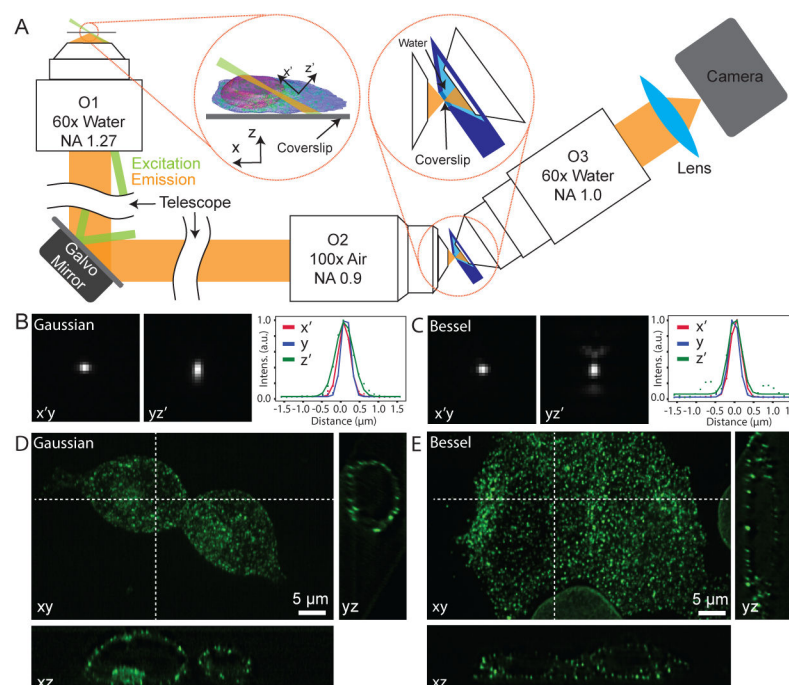 A
O1
60x Water
NA 1.27
Excitation
Emission
Telescope
Galvo
Mirror
x'
z'
z
x
Coverslip
Water
Coverslip
O2
100x Air
NA 0.9
O3
60x Water
NA 1.0
Lens
Camera
B
Gaussian
x'y
yz'
Intens. (a.u.)
1.0
0.8
0.6
0.4
0.2
0.0
x'
y
z'
-1.5 -1.0 -0.5 0.0 0.5 1.0 1.5
Distance (µm)
C
Bessel
x'y
yz'
Intens. (a.u.)
1.0
0.8
0.6
0.4
0.2
0.0
x'
y
z'
-1.5 -1.0 -0.5 0.0 0.5 1.0 1.5
Distance (µm)
D
Gaussian
xy
5 µm
yz
xz
E
Bessel
xy
5 µm
yz
xz